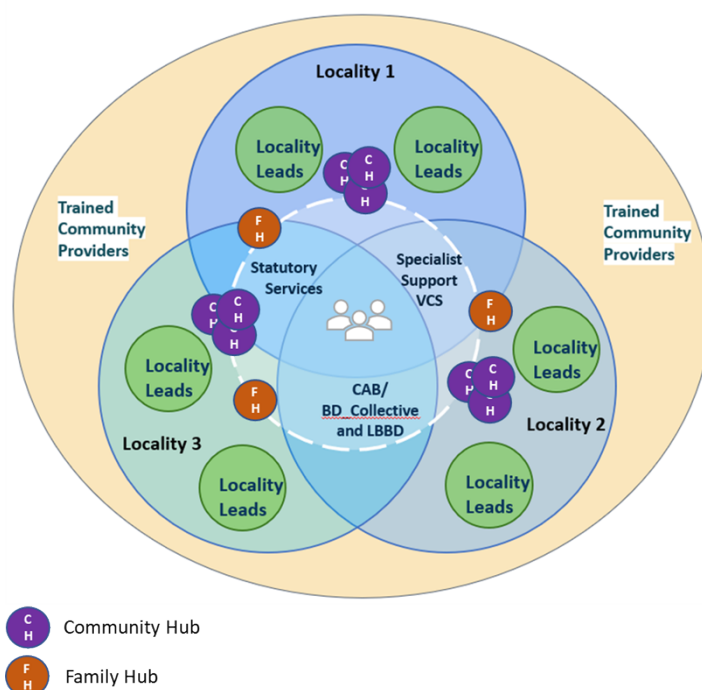 Locality 1
Locality
Leads
Locality
Leads
C
H
C
H
H
Trained
Community
Providers
Trained
Community
Providers
F
H
Statutory
Services
Specialist
Support
VCS
C
H
C
H
C
H
F
H
Locality
Leads
Locality
Leads
C
H
C
H
C
H
F
H
CAB/
BD_Collective
and LBBD
Locality 3
Locality 2
Locality
Leads
Locality
Leads
C
H
Community Hub
F
H
Family Hub